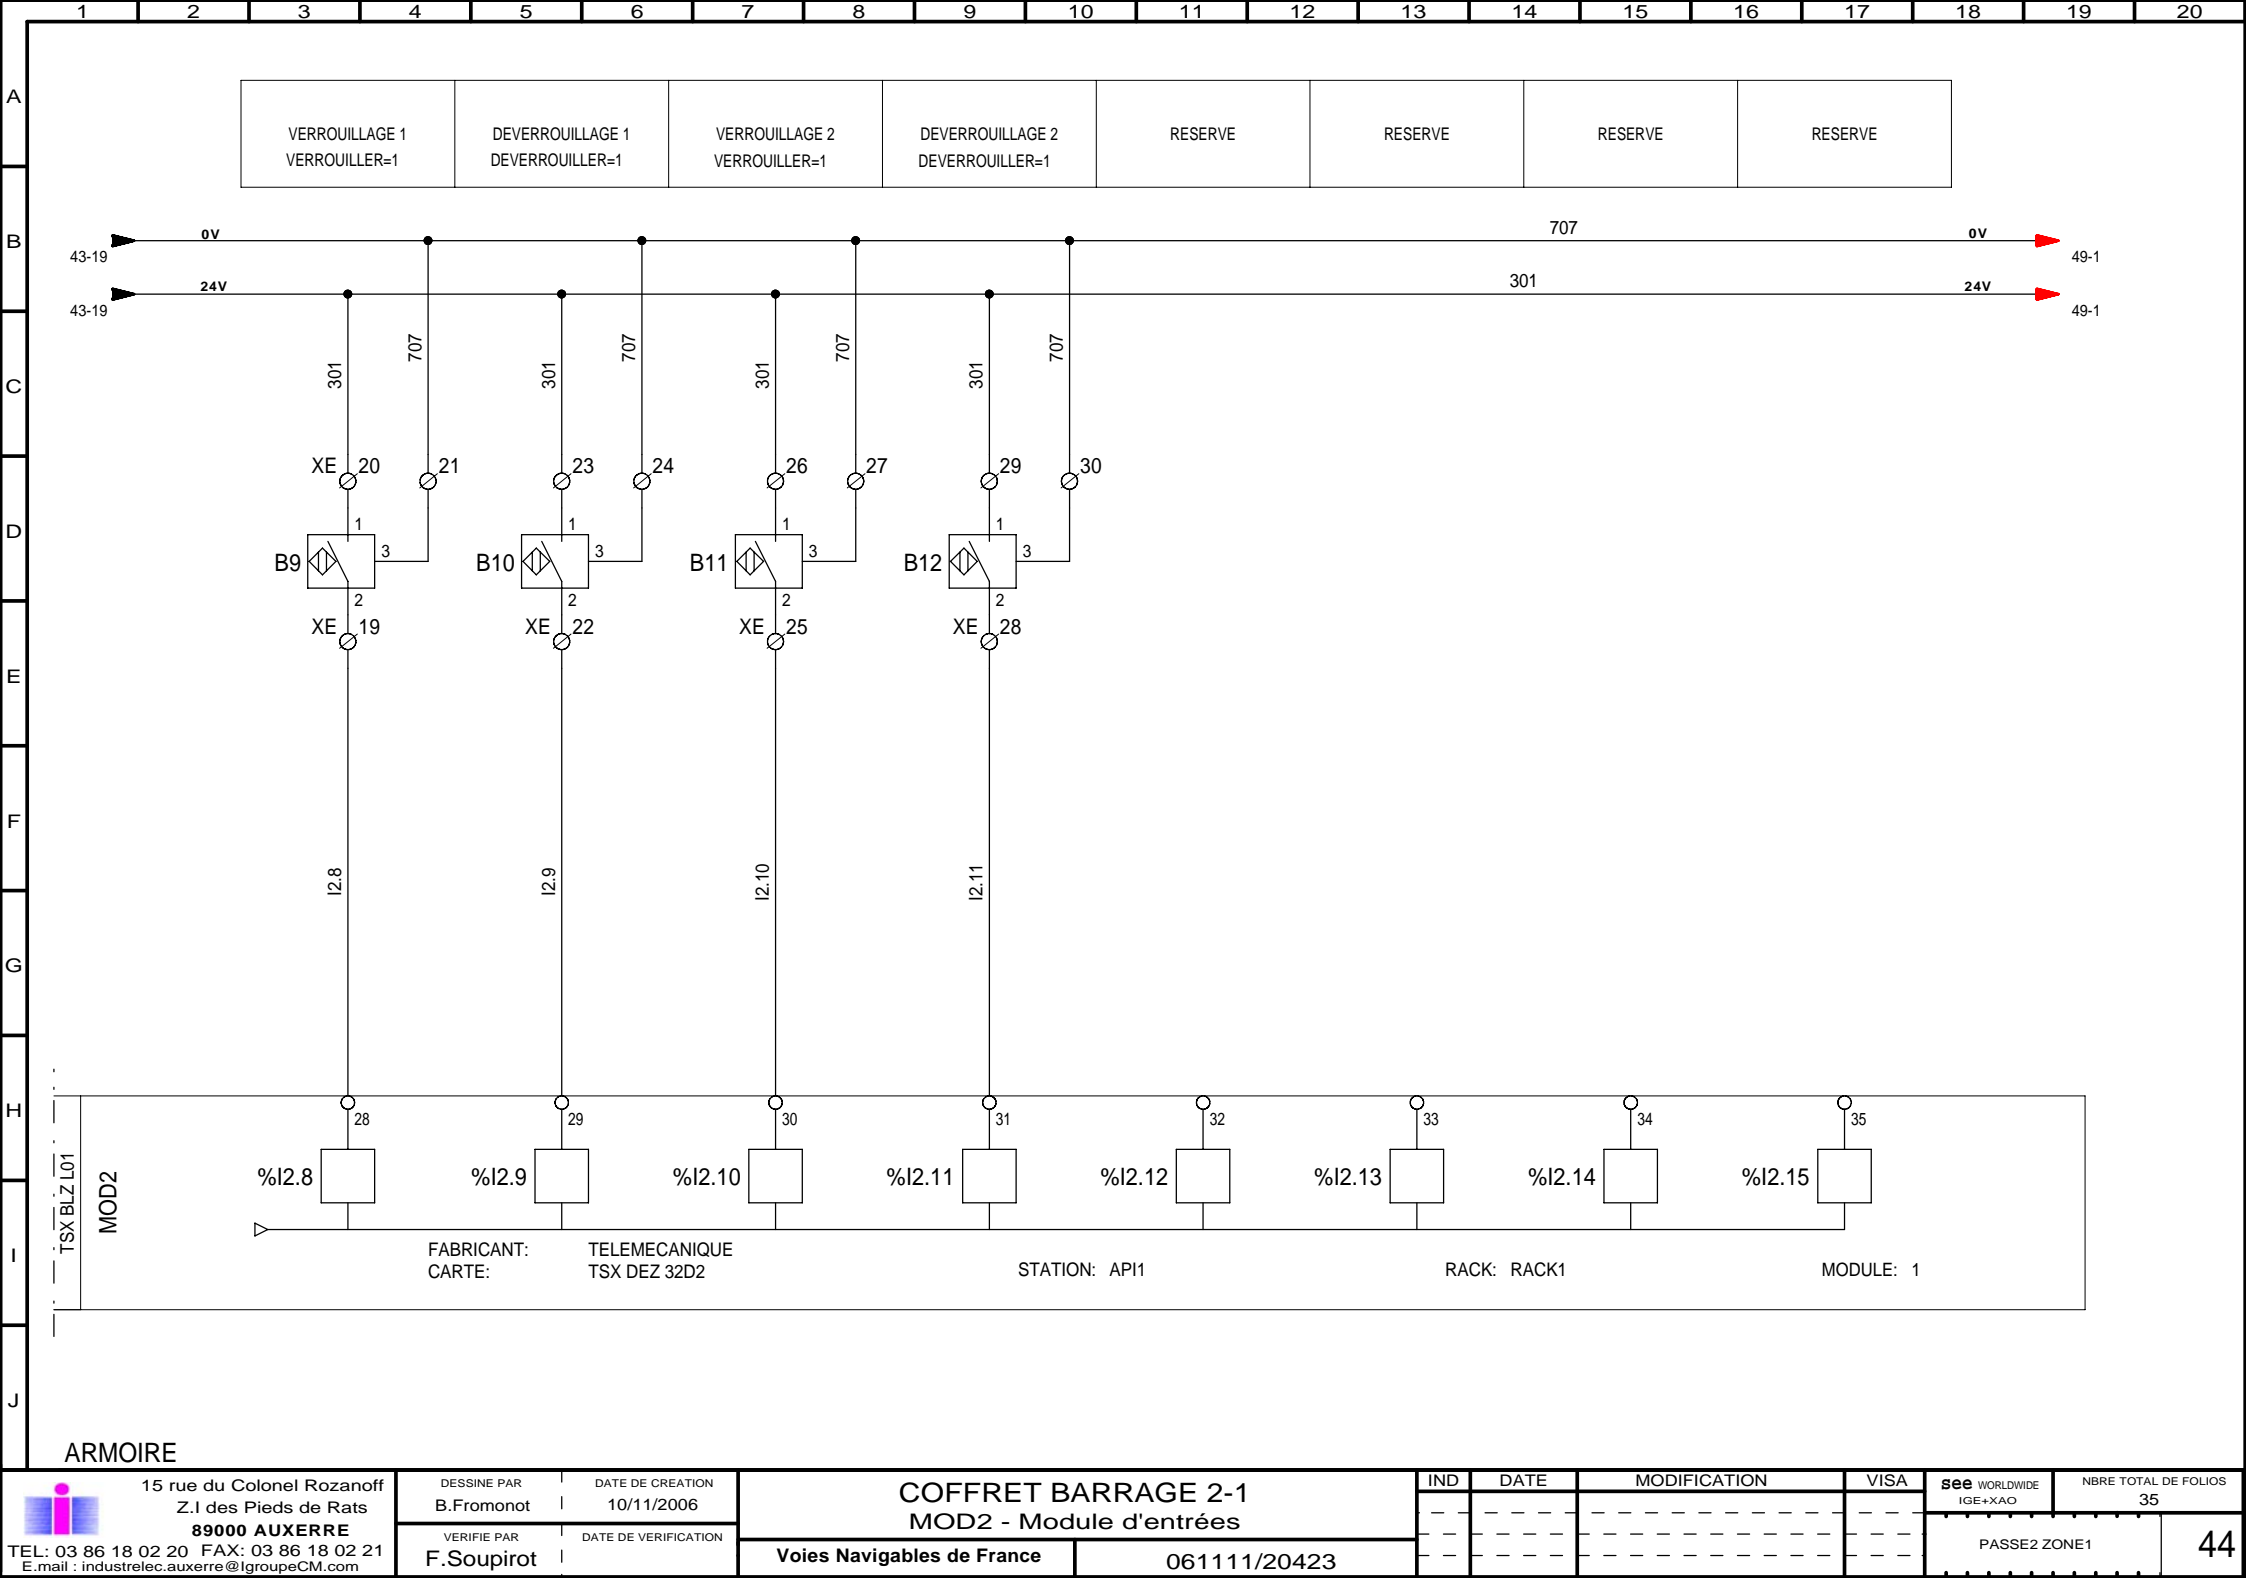 1 2 3 4 5 6 7 8 9 10 11 12 13 14 15 16 17 18 19 20
A
B
C
D
E
F
G
H
I
J
VERROUILLAGE 1
VERROUILLER=1
DEVERROUILLAGE 1
DEVERROUILLER=1
VERROUILLAGE 2
VERROUILLER=1
DEVERROUILLAGE 2
DEVERROUILLER=1
RESERVE
RESERVE
RESERVE
RESERVE
43-19 0V 707 0V 49-1
43-19 24V 301 24V 49-1
301 707 301 707 301 707 301 707
XE 20 21 23 24 26 27 29 30
1 1 1 1
B9 3 B10 3 B11 3 B12 3
2 2 2 2
XE 19 XE 22 XE 25 XE 28
I2.8 I2.9 I2.10 I2.11
28 29 30 31 32 33 34 35
%I2.8 %I2.9 %I2.10 %I2.11 %I2.12 %I2.13 %I2.14 %I2.15
TSX BLZ L01
MOD2
FABRICANT: TELEMECANIQUE
CARTE: TSX DEZ 32D2
STATION: API1
RACK: RACK1
MODULE: 1
ARMOIRE
15 rue du Colonel Rozanoff
Z.I des Pieds de Rats
89000 AUXERRE
TEL: 03 86 18 02 20 FAX: 03 86 18 02 21
E.mail : industrelec.auxerre@IgroupeCM.com
DESSINE PAR
B.Fromonot
DATE DE CREATION
10/11/2006
VERIFIE PAR
F.Soupirot
DATE DE VERIFICATION
COFFRET BARRAGE 2-1
MOD2 - Module d'entrées
Voies Navigables de France
061111/20423
IND DATE MODIFICATION VISA
see WORLDWIDE
IGE+XAO
NBRE TOTAL DE FOLIOS
35
PASSE2 ZONE1
44